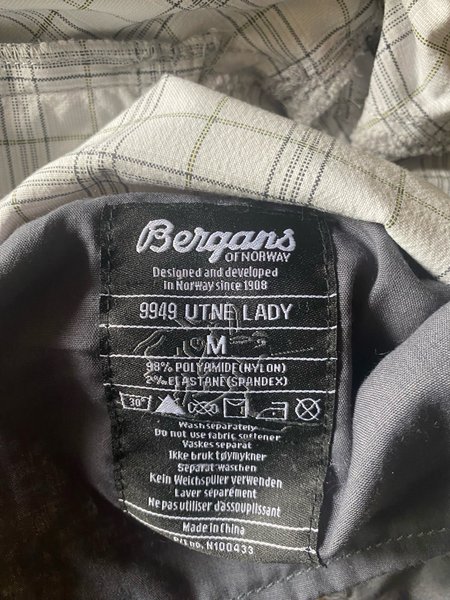 Bergans
OF NORWAY
Designed and developed
in Norway since 1908
9949 UTNE LADY
M
98% POLYAMIDE(NYLON)
2% ELASTANE(SPANDEX)
30°
Wash separately
Do not use fabric softener
Vaskes separat
Ikke bruk tøymykner
Separat waschen
Kein Weichspüler verwenden
Laver séparément
Ne pas utiliser d'assouplissant
Made in China
no. N100433